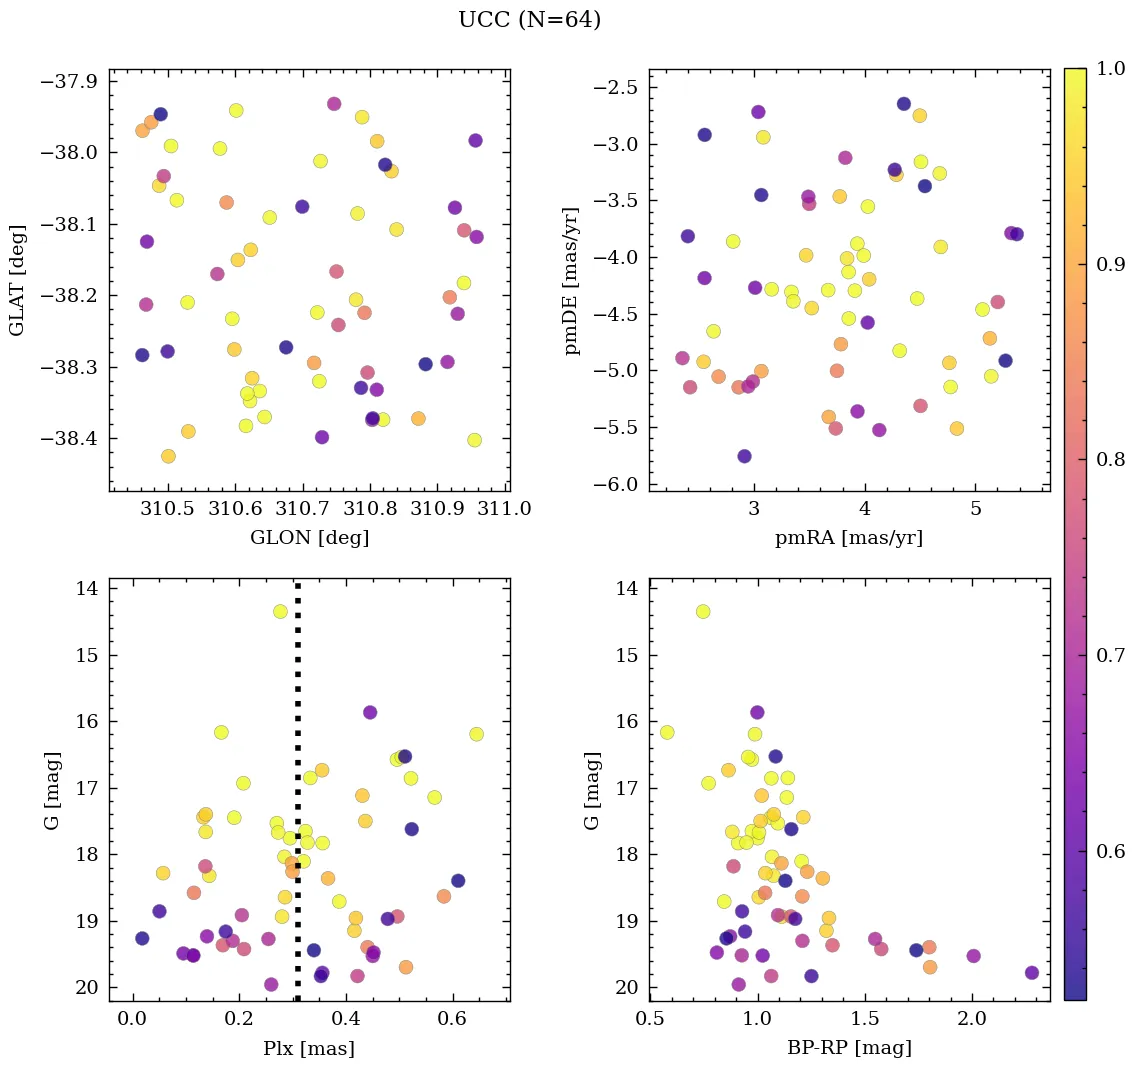 UCC (N=64)
−37.9
−38.0
−38.1
−38.2
−38.3
−38.4
GLAT [deg]
310.5 310.6 310.7 310.8 310.9 311.0
GLON [deg]
−2.5
−3.0
−3.5
−4.0
−4.5
−5.0
−5.5
−6.0
pmDE [mas/yr]
3 4 5
pmRA [mas/yr]
14
15
16
17
18
19
20
G [mag]
0.0 0.2 0.4 0.6
Plx [mas]
14
15
16
17
18
19
20
G [mag]
0.5 1.0 1.5 2.0
BP-RP [mag]
1.0
0.9
0.8
0.7
0.6